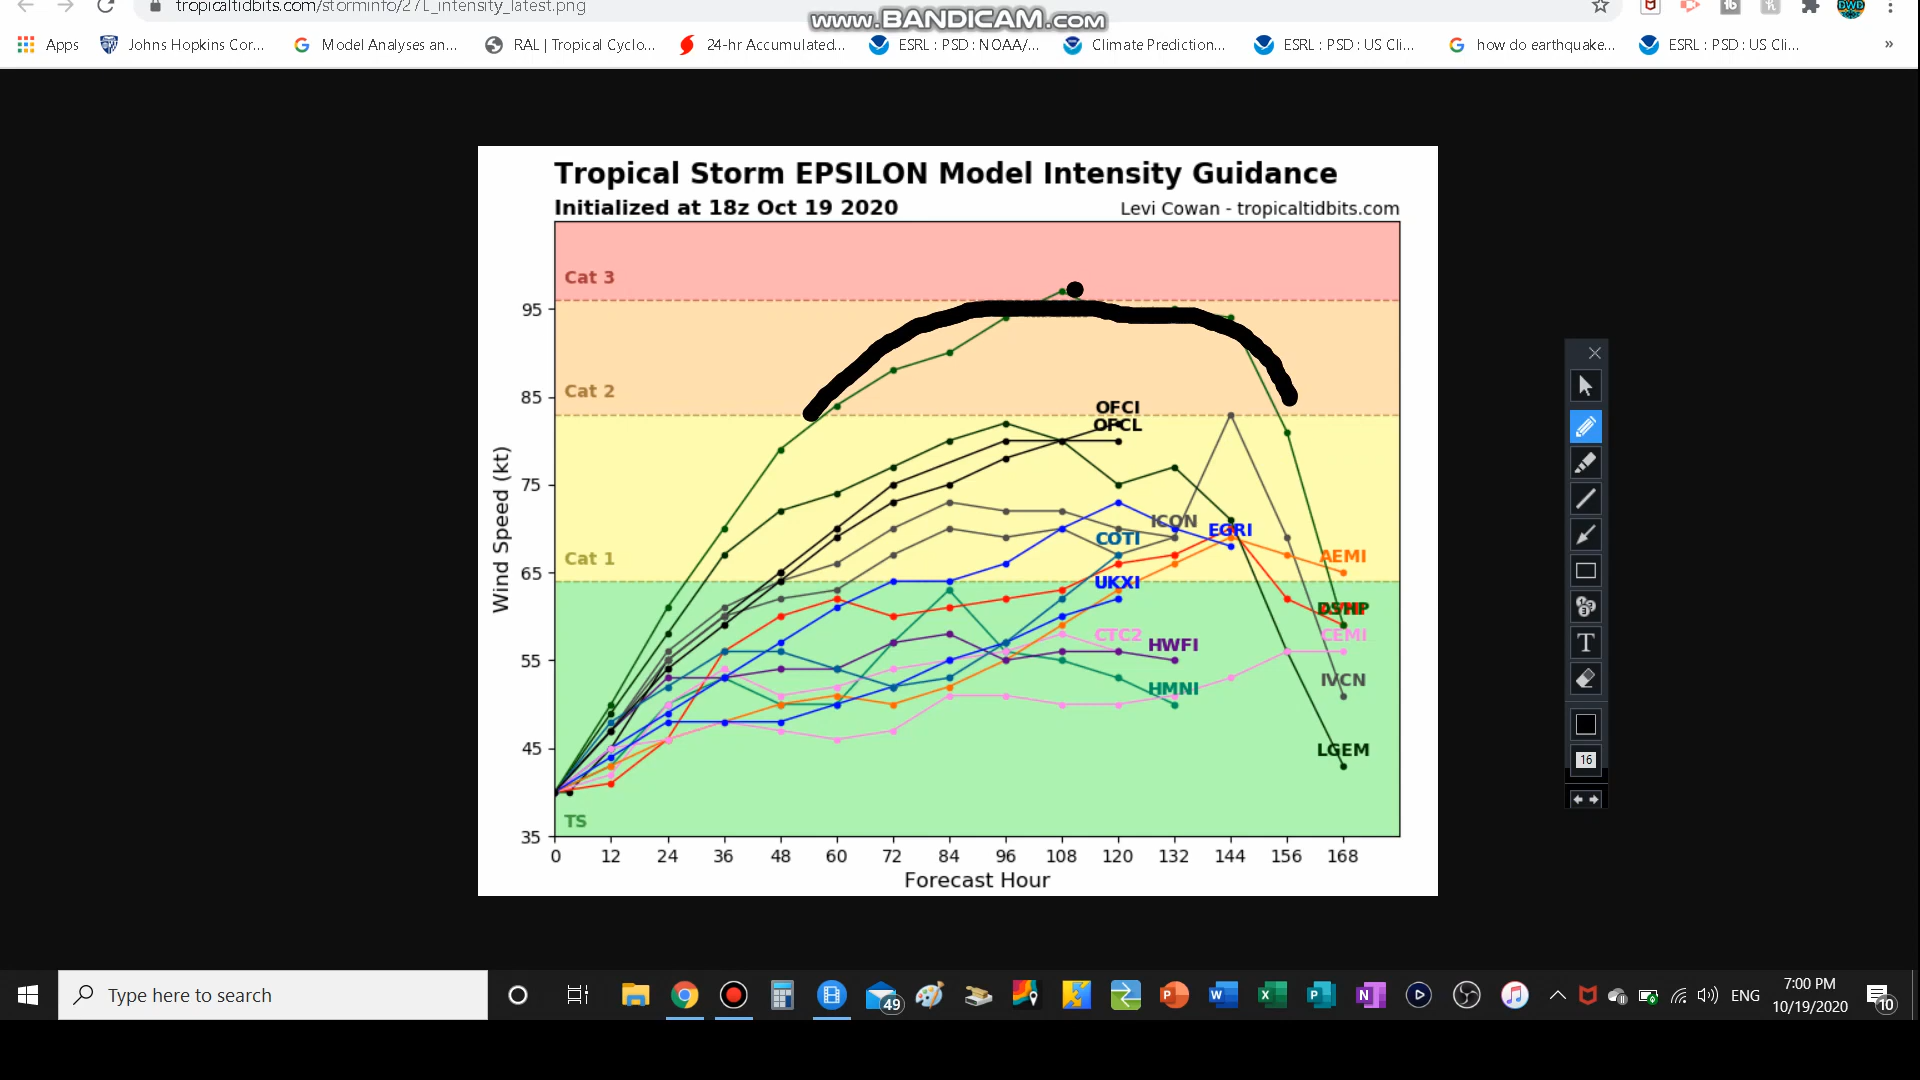 tropicaltidbits.com/storminfo/27L_intensity_latest.png
www.BANDICAM.com
Apps
Johns Hopkins Cor...
Model Analyses an...
RAL | Tropical Cyclo...
24-hr Accumulated...
ESRL : PSD : NOAA/...
Climate Prediction...
ESRL : PSD : US Cli...
how do earthquake...
ESRL : PSD : US Cli...
»
Tropical Storm EPSILON Model Intensity Guidance
Initialized at 18z Oct 19 2020
Levi Cowan - tropicaltidbits.com
Cat 3
95
Cat 2
85
OFCI
OFCL
75
ICON
EGRI
COTI
Cat 1
AEMI
65
UKXI
DSHP
CTC2
CEMI
HWFI
55
IVCN
HMNI
45
LGEM
TS
35
Wind Speed (kt)
0 12 24 36 48 60 72 84 96 108 120 132 144 156 168
Forecast Hour
T
16
Type here to search
49
ENG
7:00 PM
10/19/2020
10